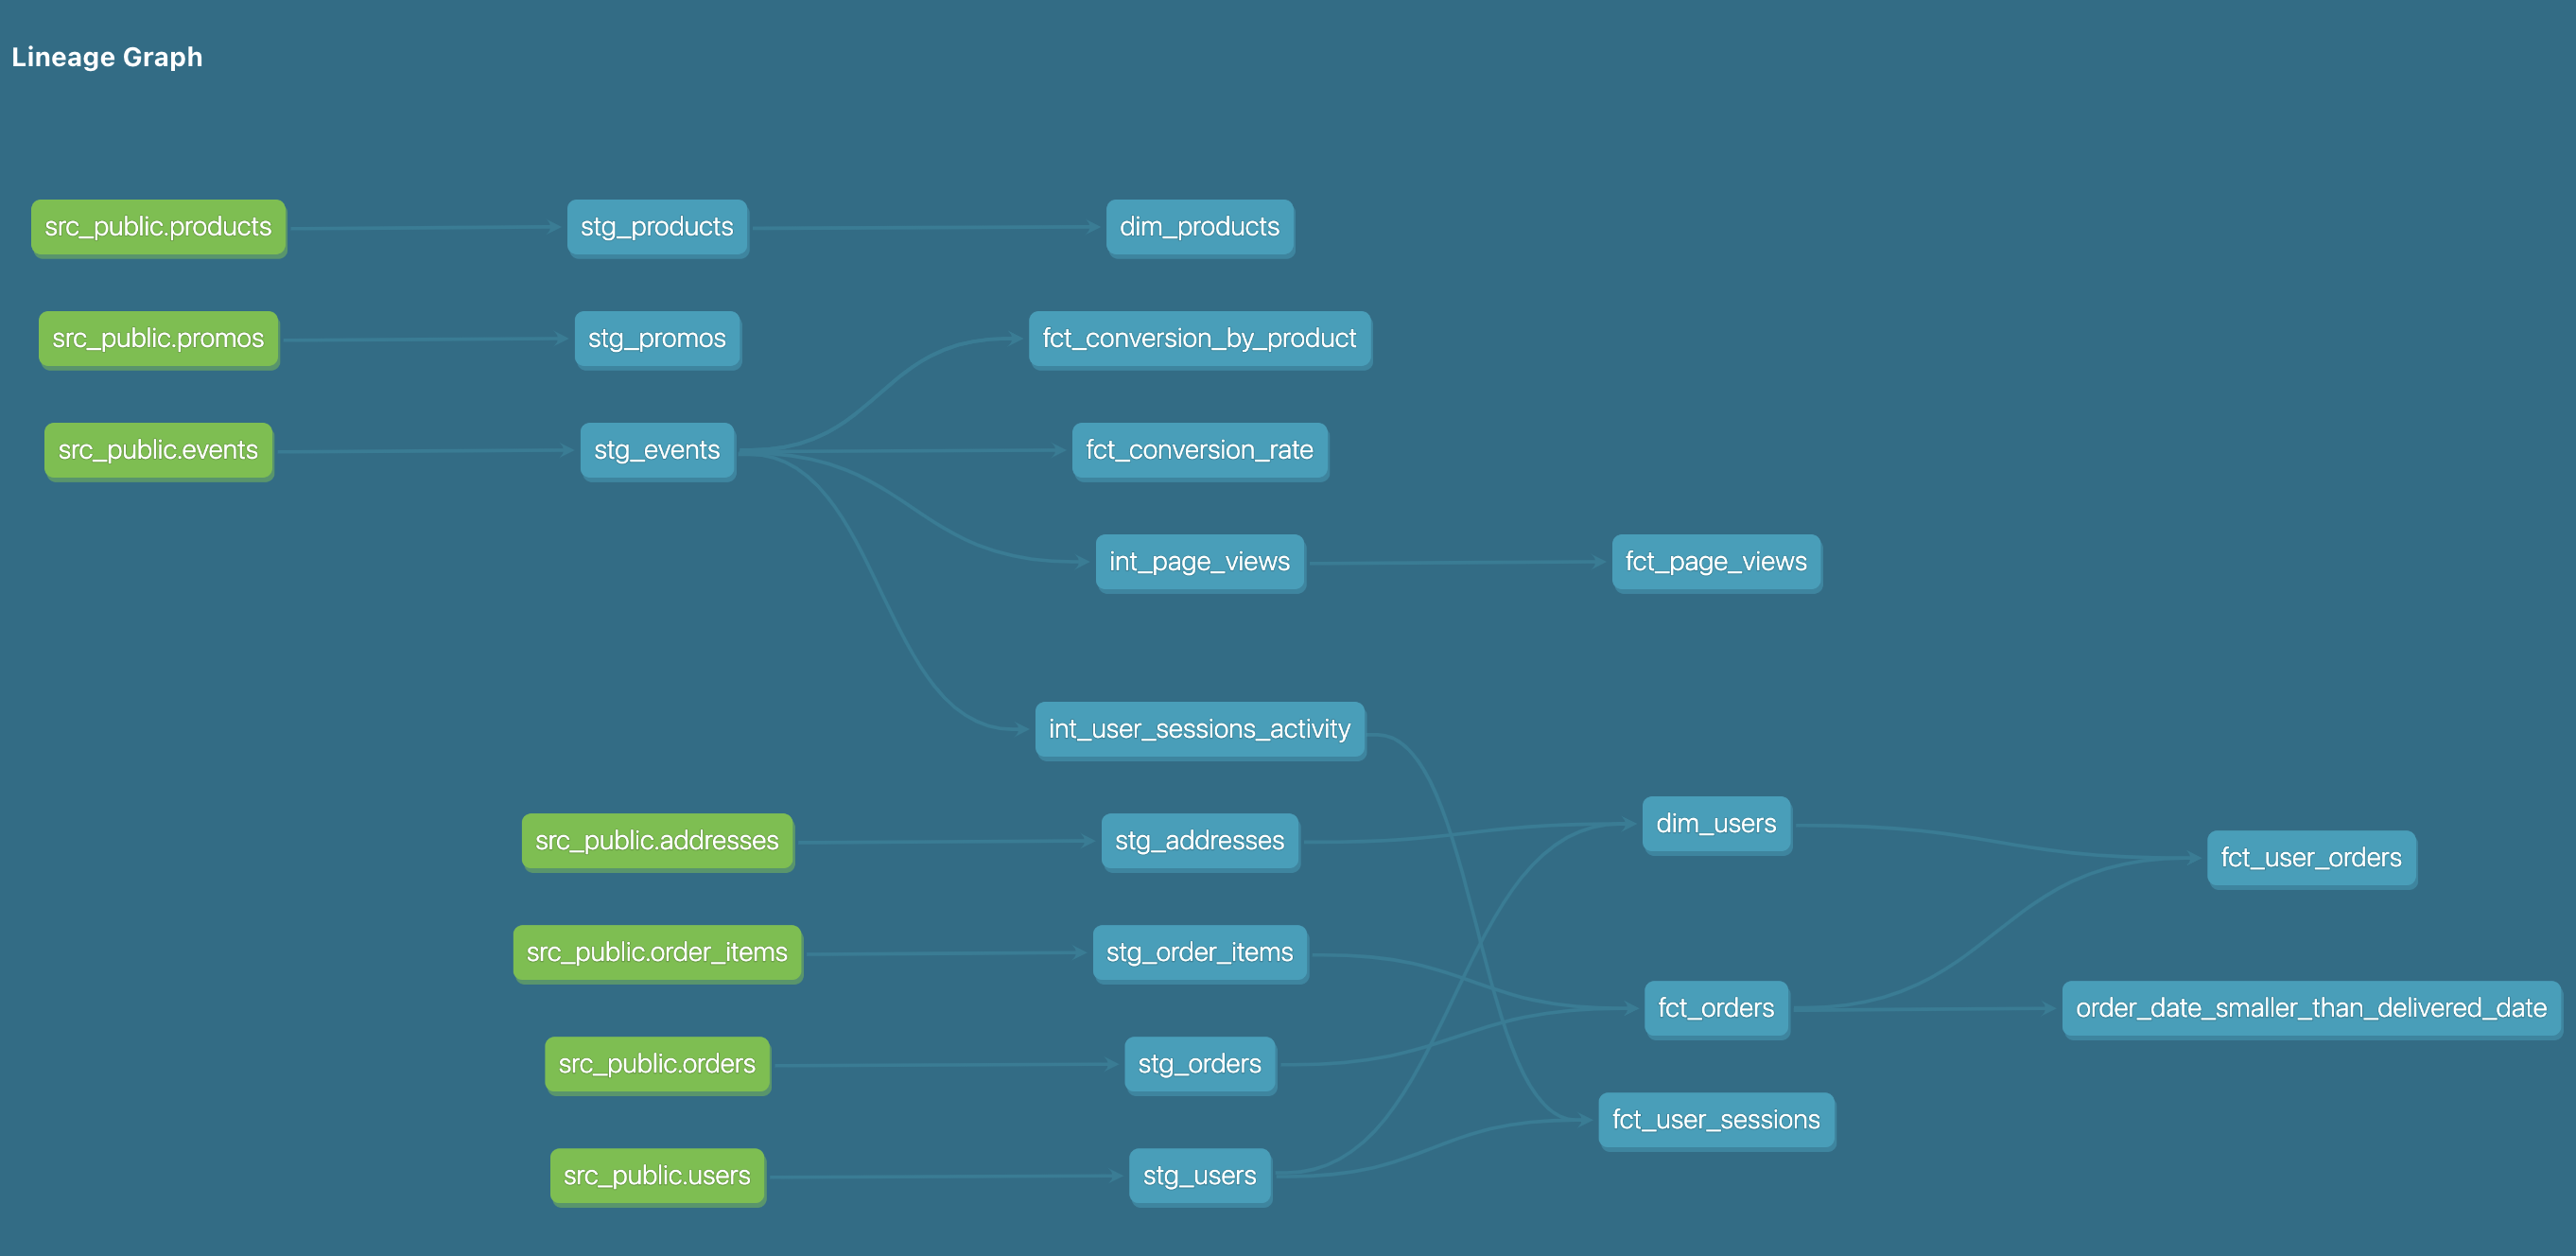 Lineage Graph
src_public.products
stg_products
dim_products
src_public.promos
stg_promos
fct_conversion_by_product
src_public.events
stg_events
fct_conversion_rate
int_page_views
fct_page_views
int_user_sessions_activity
src_public.addresses
stg_addresses
dim_users
fct_user_orders
src_public.order_items
stg_order_items
fct_orders
order_date_smaller_than_delivered_date
src_public.orders
stg_orders
fct_user_sessions
src_public.users
stg_users